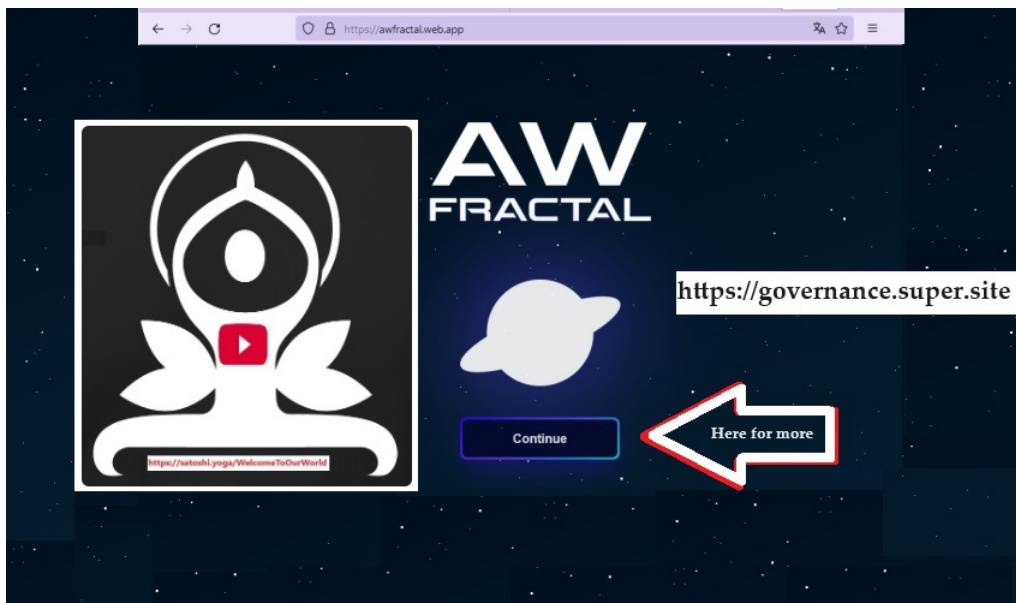 https://awfractal.web.app
AW
FRACTAL
https://governance.super.site
Continue
Here for more
https://satoshi.yoga/WelcomeToOurWorld